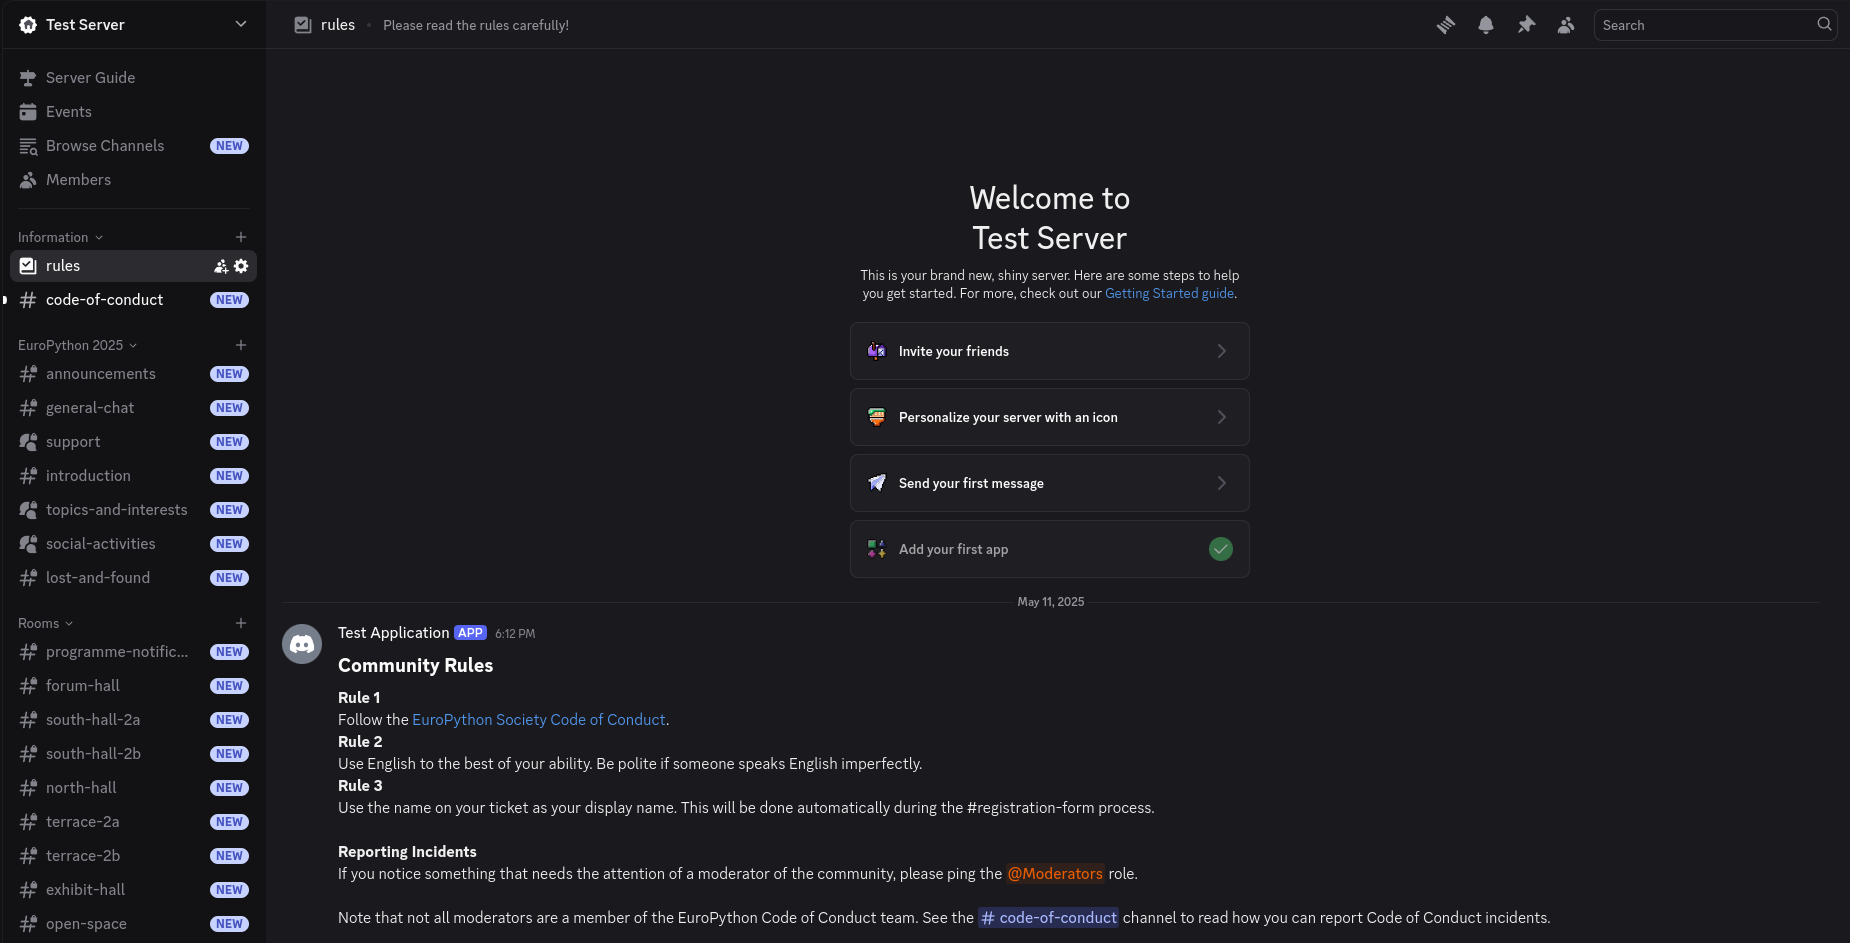 Test Server
rules • Please read the rules carefully!
Search
Server Guide
Events
Browse Channels NEW
Members
Information
rules
code-of-conduct NEW
EuroPython 2025
announcements NEW
general-chat NEW
support NEW
introduction NEW
topics-and-interests NEW
social-activities NEW
lost-and-found NEW
Rooms
programme-notific... NEW
forum-hall NEW
south-hall-2a NEW
south-hall-2b NEW
north-hall NEW
terrace-2a NEW
terrace-2b NEW
exhibit-hall NEW
open-space NEW
Welcome to
Test Server
This is your brand new, shiny server. Here are some steps to help
you get started. For more, check out our Getting Started guide.
Invite your friends
Personalize your server with an icon
Send your first message
Add your first app
May 11, 2025
Test Application APP 6:12 PM
Community Rules
Rule 1
Follow the EuroPython Society Code of Conduct.
Rule 2
Use English to the best of your ability. Be polite if someone speaks English imperfectly.
Rule 3
Use the name on your ticket as your display name. This will be done automatically during the #registration-form process.
Reporting Incidents
If you notice something that needs the attention of a moderator of the community, please ping the @Moderators role.
Note that not all moderators are a member of the EuroPython Code of Conduct team. See the # code-of-conduct channel to read how you can report Code of Conduct incidents.